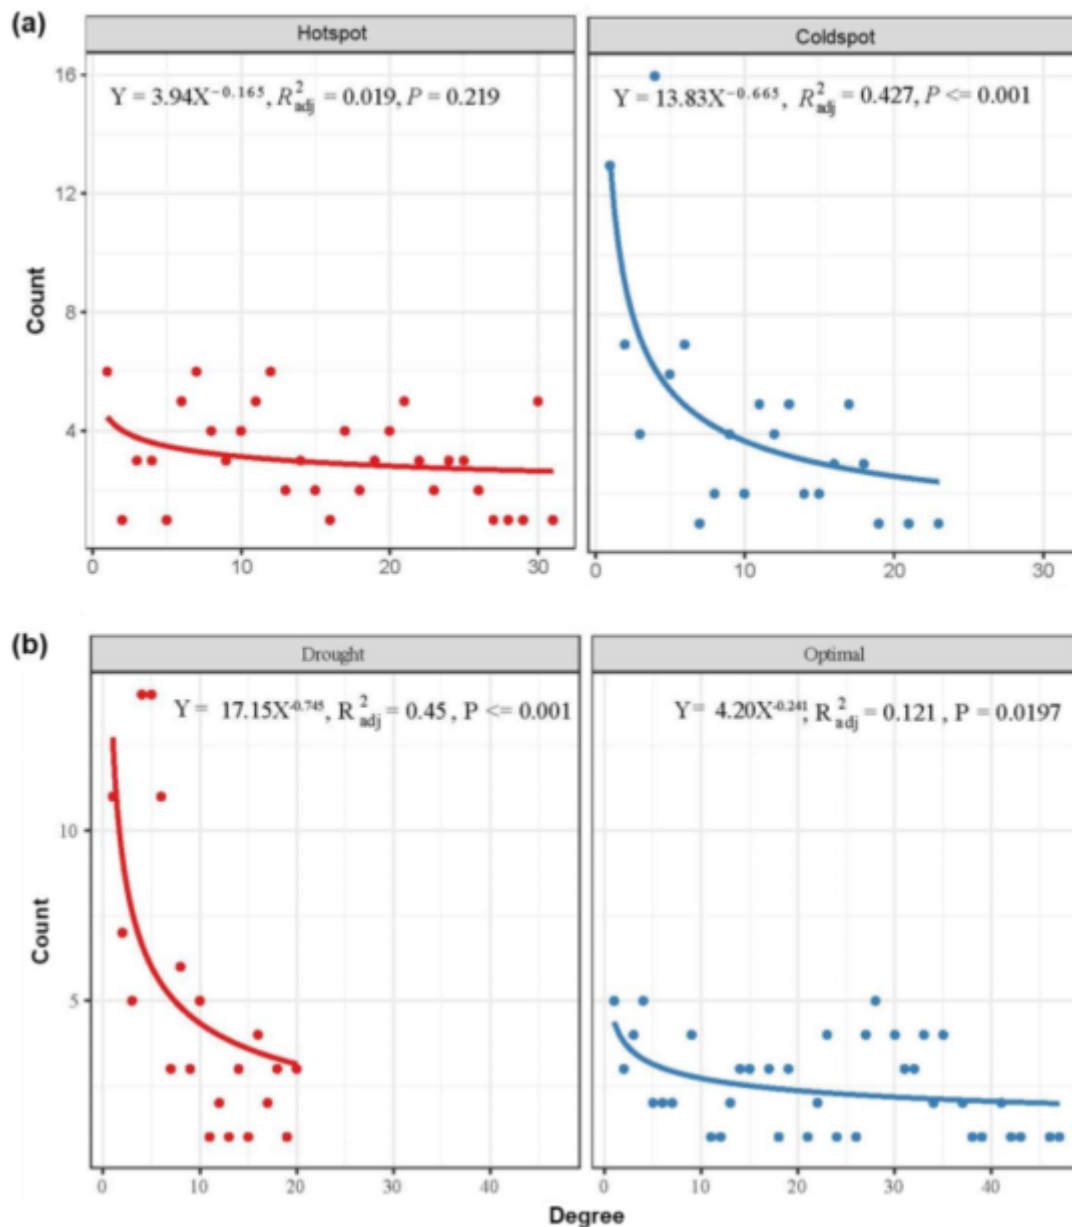 (a)
Hotspot
Coldspot
Y = 3.94X^-0.165, R²adj = 0.019, P = 0.219
Y = 13.83X^-0.665, R²adj = 0.427, P <= 0.001
16
12
8
4
Count
0 10 20 30
0 10 20 30
(b)
Drought
Optimal
Y = 17.15X^-0.745, R²adj = 0.45 , P <= 0.001
Y= 4.20X^-0.241, R²adj = 0.121 , P = 0.0197
10
5
Count
0 10 20 30 40
0 10 20 30 40
Degree